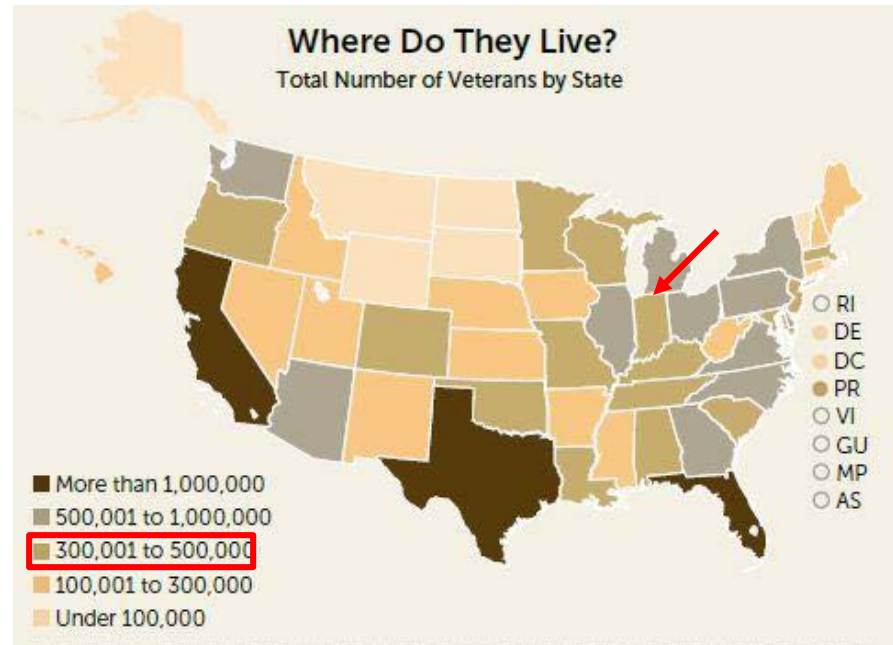 Where Do They Live?
Total Number of Veterans by State
RI
DE
DC
PR
VI
GU
MP
AS
More than 1,000,000
500,001 to 1,000,000
300,001 to 500,000
100,001 to 300,000
Under 100,000